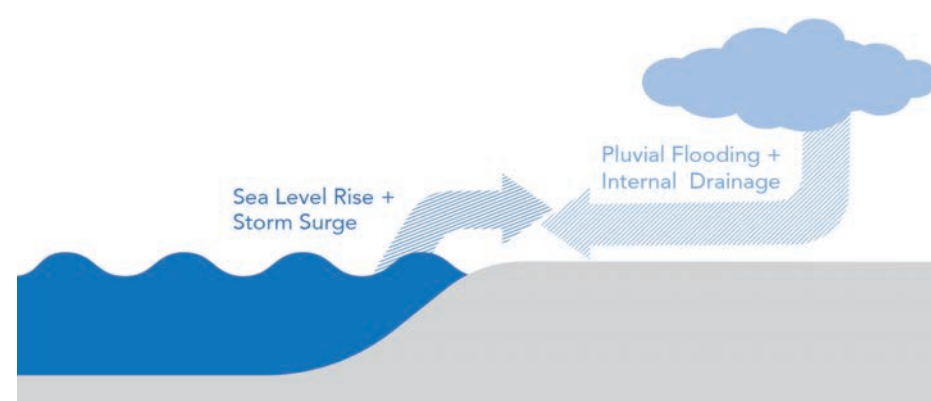 Pluvial Flooding +
Internal Drainage
Sea Level Rise +
Storm Surge